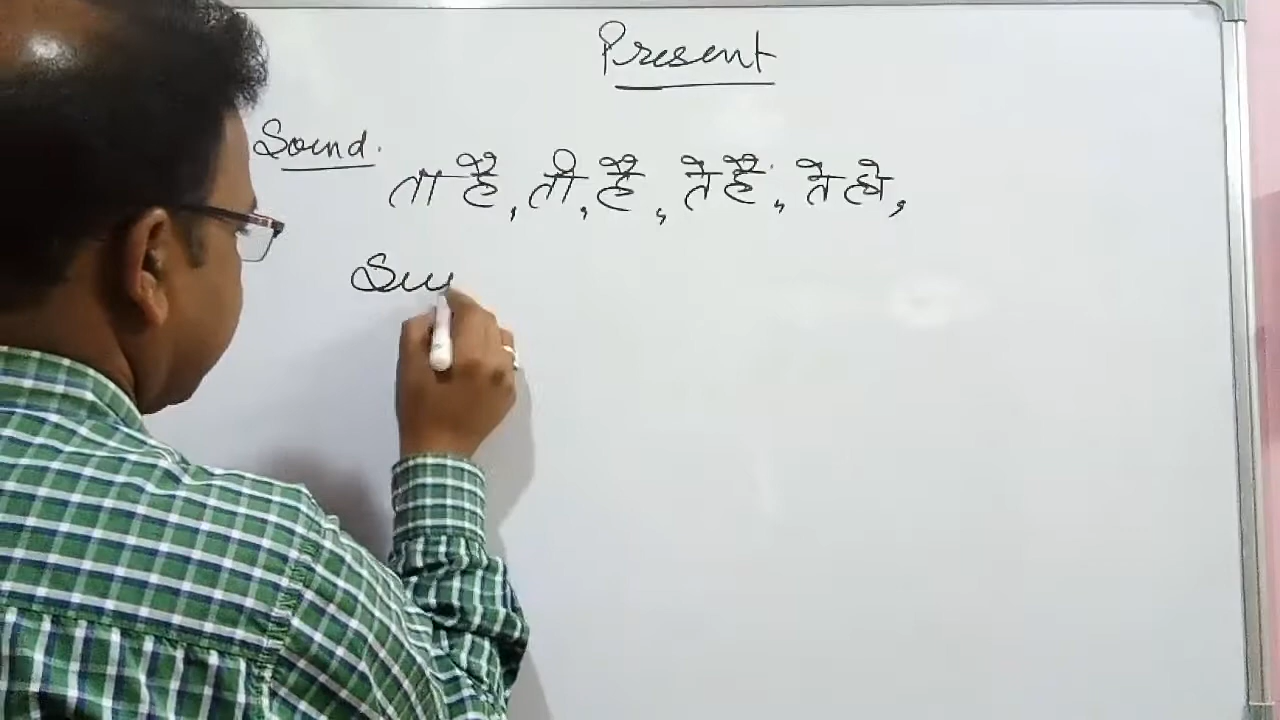 Present
Sound.
ता है, ती, है, ते हैं, ते हो,